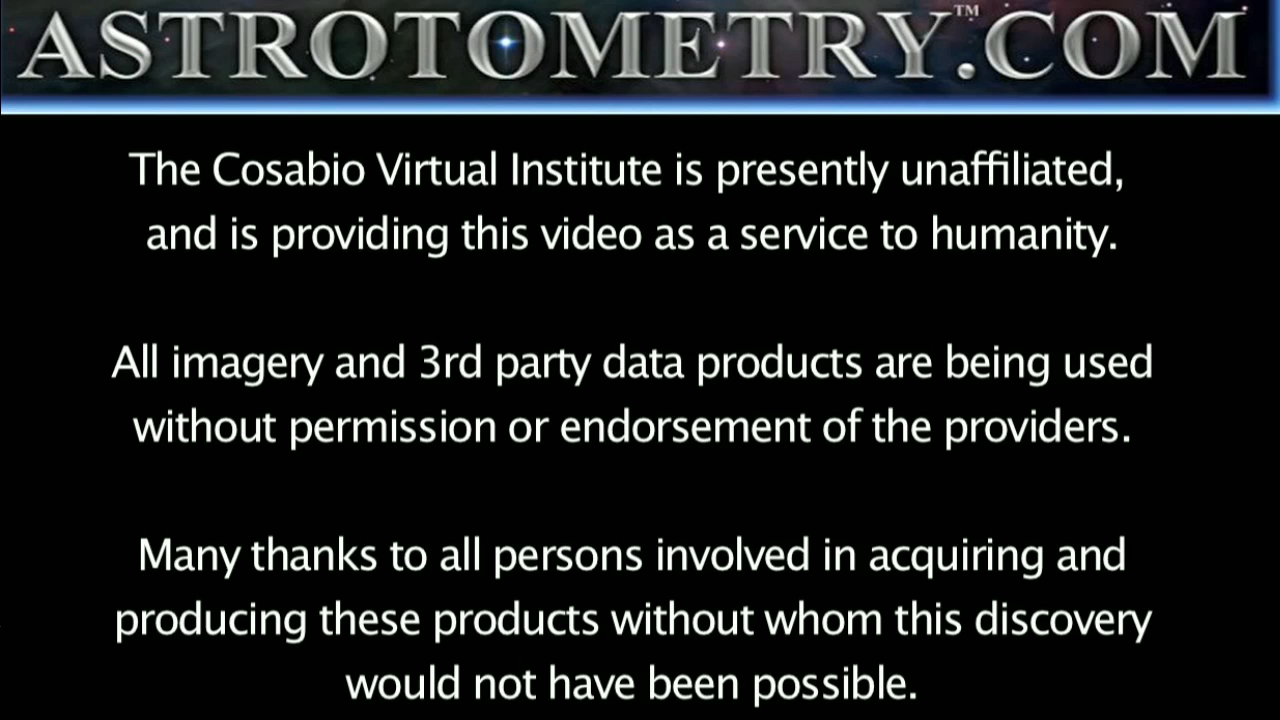 ASTROTOMETRY™.COM
The Cosabio Virtual Institute is presently unaffiliated,
and is providing this video as a service to humanity.
All imagery and 3rd party data products are being used
without permission or endorsement of the providers.
Many thanks to all persons involved in acquiring and
producing these products without whom this discovery
would not have been possible.